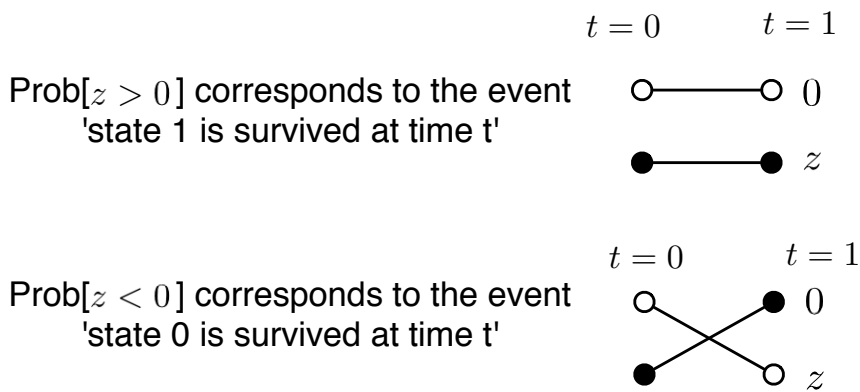 t = 0
t = 1
Prob[z > 0] corresponds to the event
'state 1 is survived at time t'
0
z
t = 0
t = 1
Prob[z < 0] corresponds to the event
'state 0 is survived at time t'
0
z